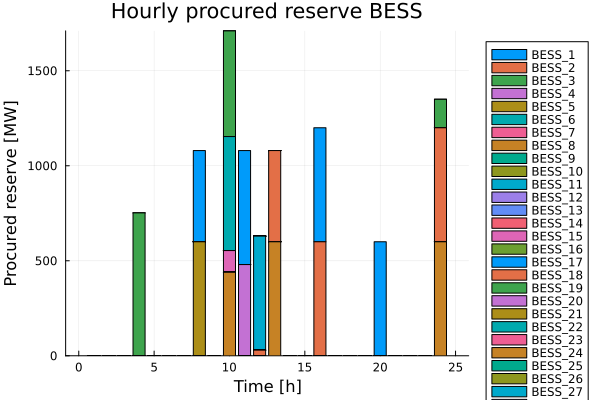 Hourly procured reserve BESS
Procured reserve [MW]
1500
1000
500
0
0 5 10 15 20 25
Time [h]
BESS_1
BESS_2
BESS_3
BESS_4
BESS_5
BESS_6
BESS_7
BESS_8
BESS_9
BESS_10
BESS_11
BESS_12
BESS_13
BESS_14
BESS_15
BESS_16
BESS_17
BESS_18
BESS_19
BESS_20
BESS_21
BESS_22
BESS_23
BESS_24
BESS_25
BESS_26
BESS_27